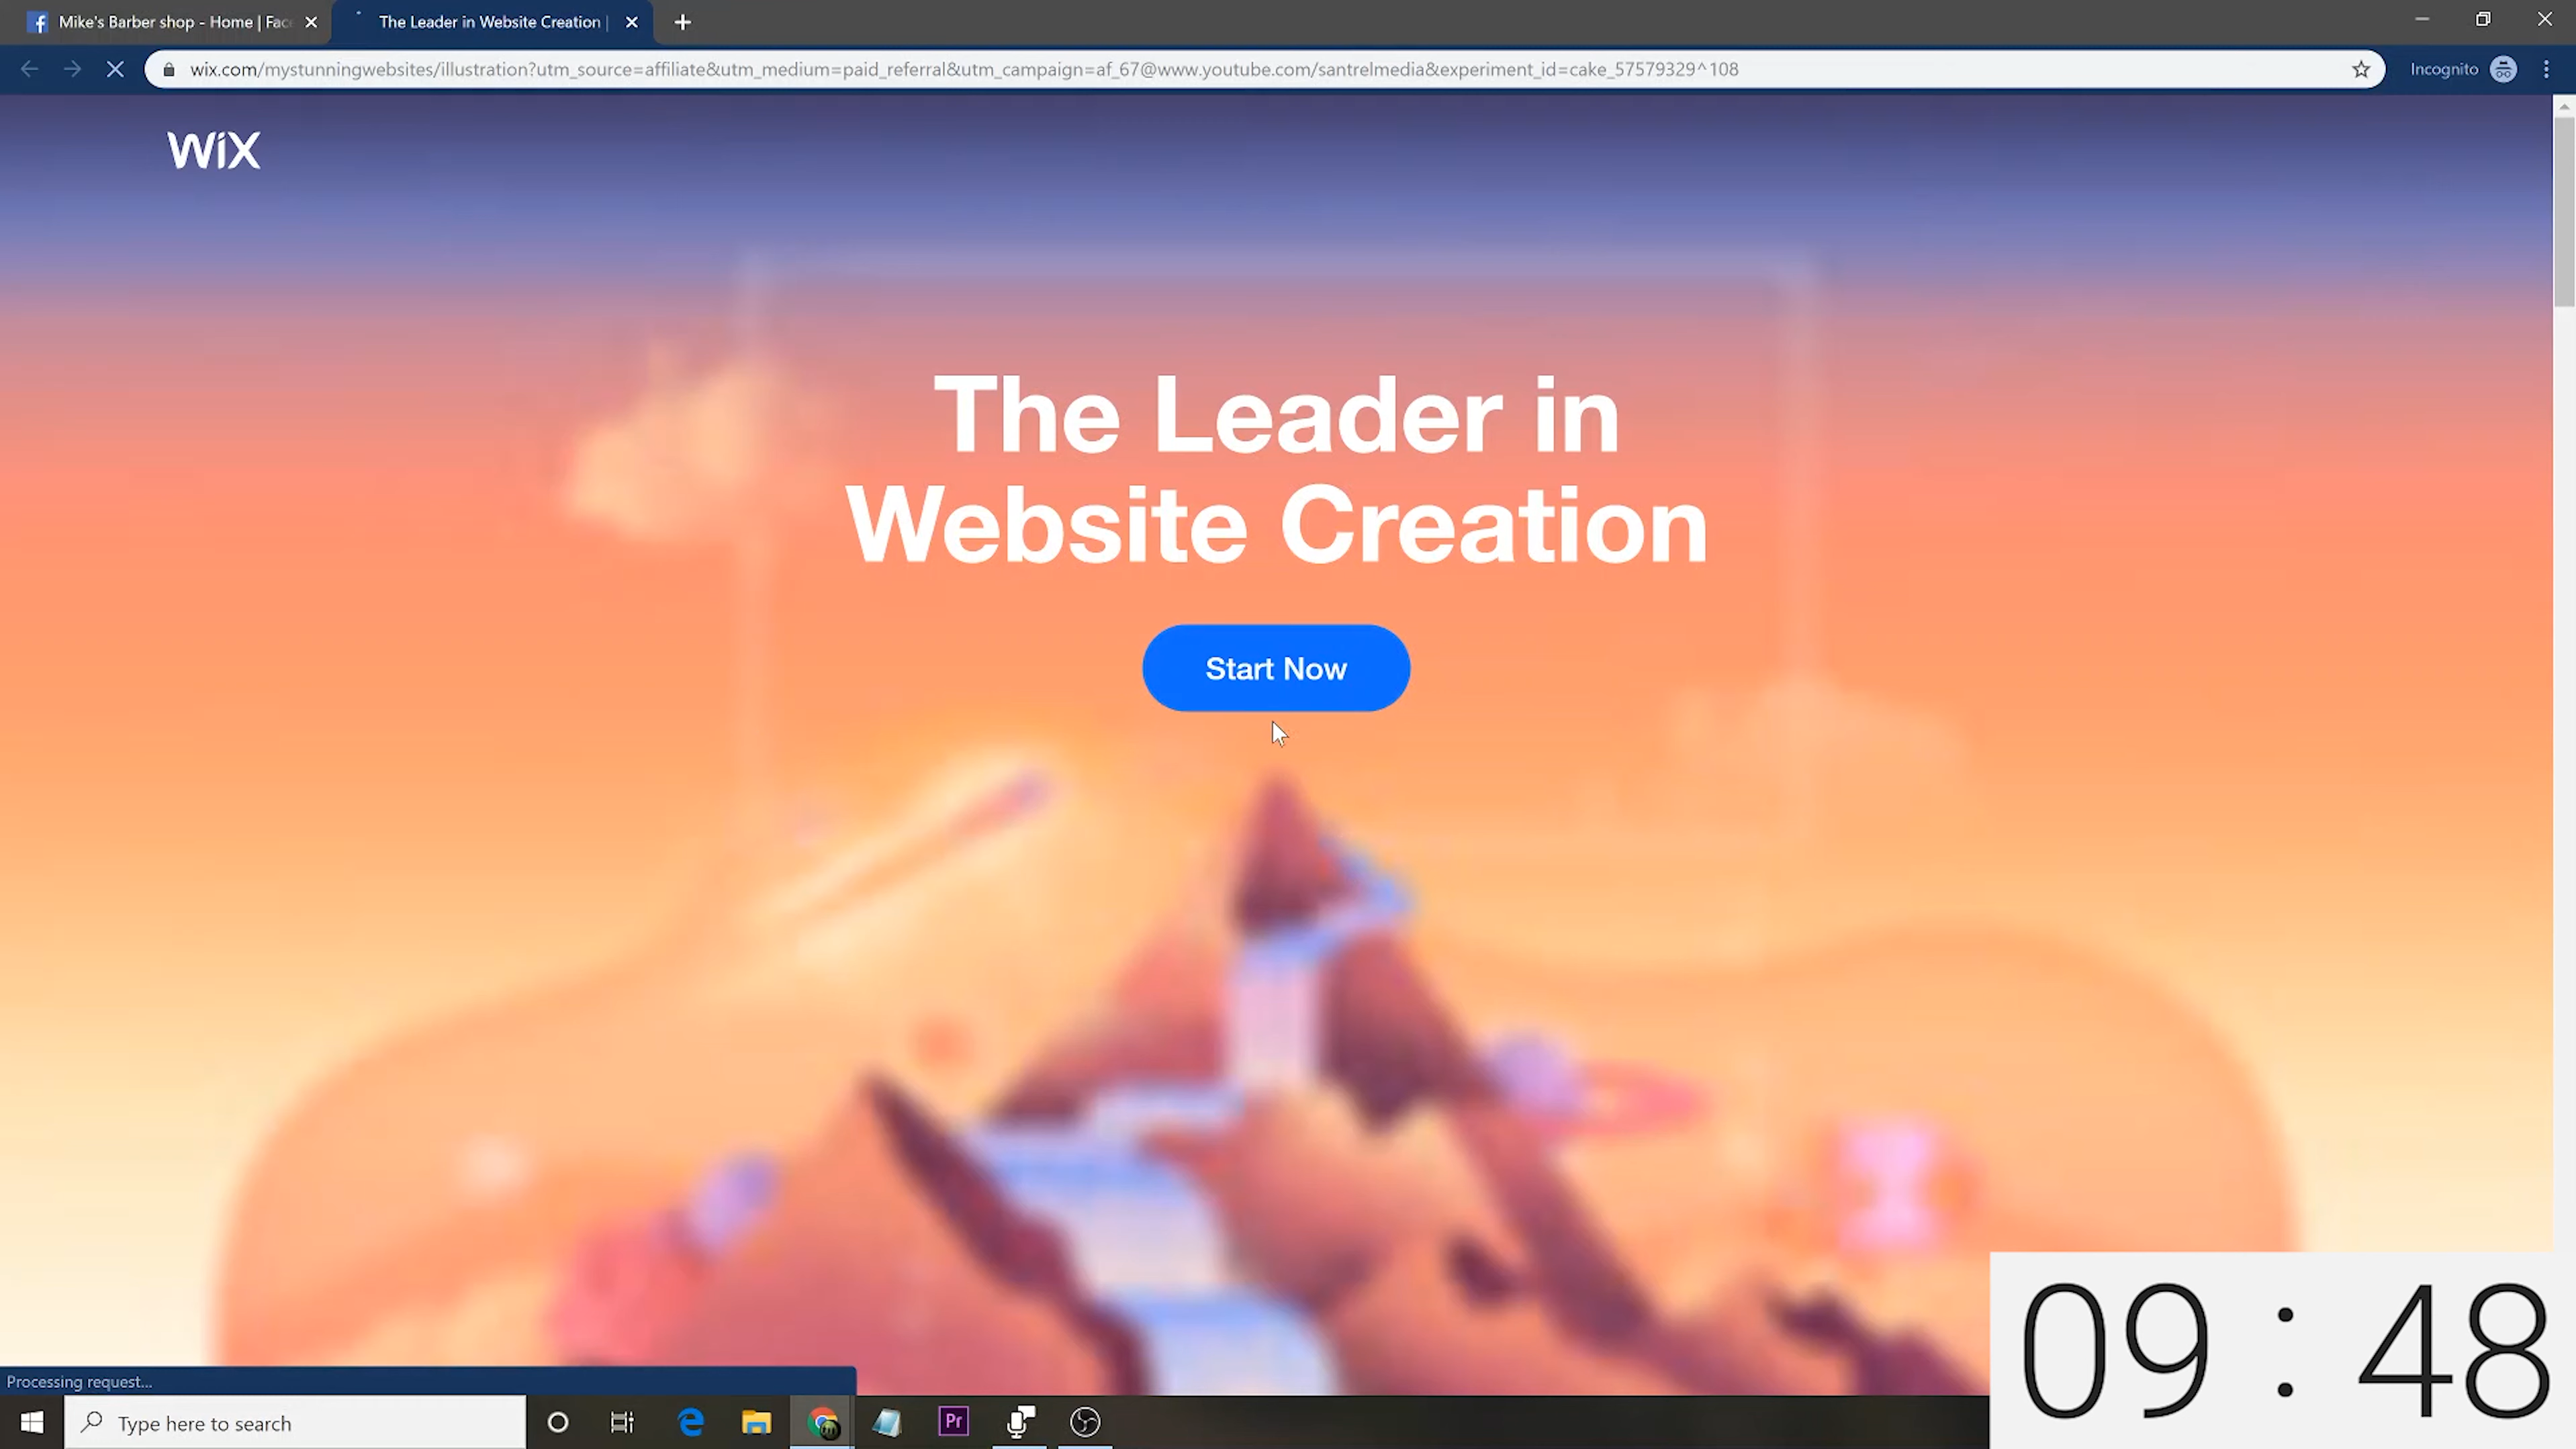 Mike's Barber shop - Home | Fac
The Leader in Website Creation |
wix.com/mystunningwebsites/illustration?utm_source=affiliate&utm_medium=paid_referral&utm_campaign=af_67@www.youtube.com/santrelmedia&experiment_id=cake_57579329^108
Incognito
WiX
The Leader in
Website Creation
Start Now
Processing request...
Type here to search
Pr
09 : 48